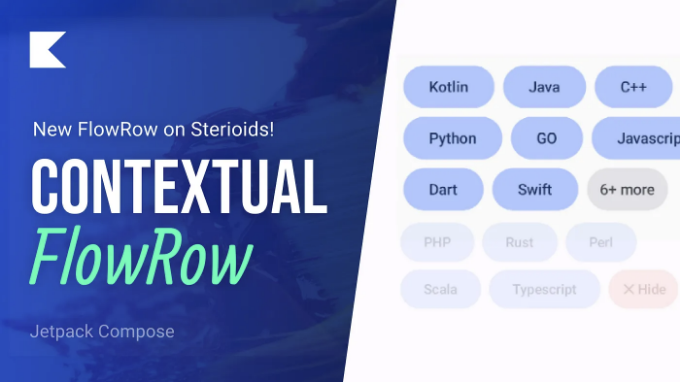 New FlowRow on Sterioids!
CONTEXTUAL
FlowRow
Jetpack Compose
Kotlin Java C++
Python GO Javascrip
Dart Swift 6+ more
PHP Rust Perl
Scala Typescript × Hide